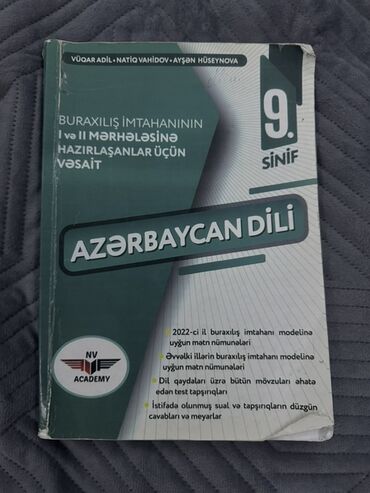 VÜQAR ADİL • NATİQ VAHİDOV • AYŞƏN HÜSEYNOVA
BURAXILIŞ İMTAHANININ
I və II MƏRHƏLƏSİNƏ
HAZIRLAŞANLAR ÜÇÜN
VƏSAİT
9.
SİNİF
AZƏRBAYCAN DİLİ
2022-ci il buraxılış imtahanı modelinə
uyğun mətn nümunələri
Əvvəlki illərin buraxılış imtahanı modelinə
uyğun mətn nümunələri
• Dil qaydaları üzrə bütün mövzuları əhatə
edən test tapşırıqları
• İstifadə olunmuş sual və tapşırıqların düzgün
cavabları və meyarlar
NV
ACADEMY